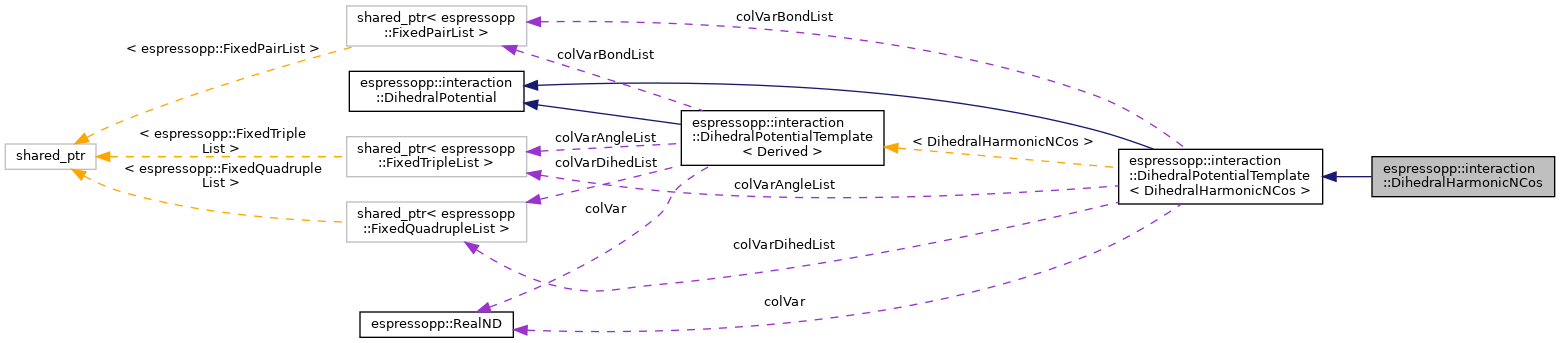 shared_ptr
< espressopp::FixedPairList >
< espressopp::FixedTriple
List >
< espressopp::FixedQuadruple
List >
shared_ptr< espressopp
::FixedPairList >
espressopp::interaction
::DihedralPotential
shared_ptr< espressopp
::FixedTripleList >
shared_ptr< espressopp
::FixedQuadrupleList >
espressopp::RealND
colVarBondList
colVarBondList
colVarAngleList
colVarDihedList
colVar
espressopp::interaction
::DihedralPotentialTemplate
< Derived >
colVarAngleList
colVarDihedList
colVar
< DihedralHarmonicNCos >
espressopp::interaction
::DihedralPotentialTemplate
< DihedralHarmonicNCos >
espressopp::interaction
::DihedralHarmonicNCos